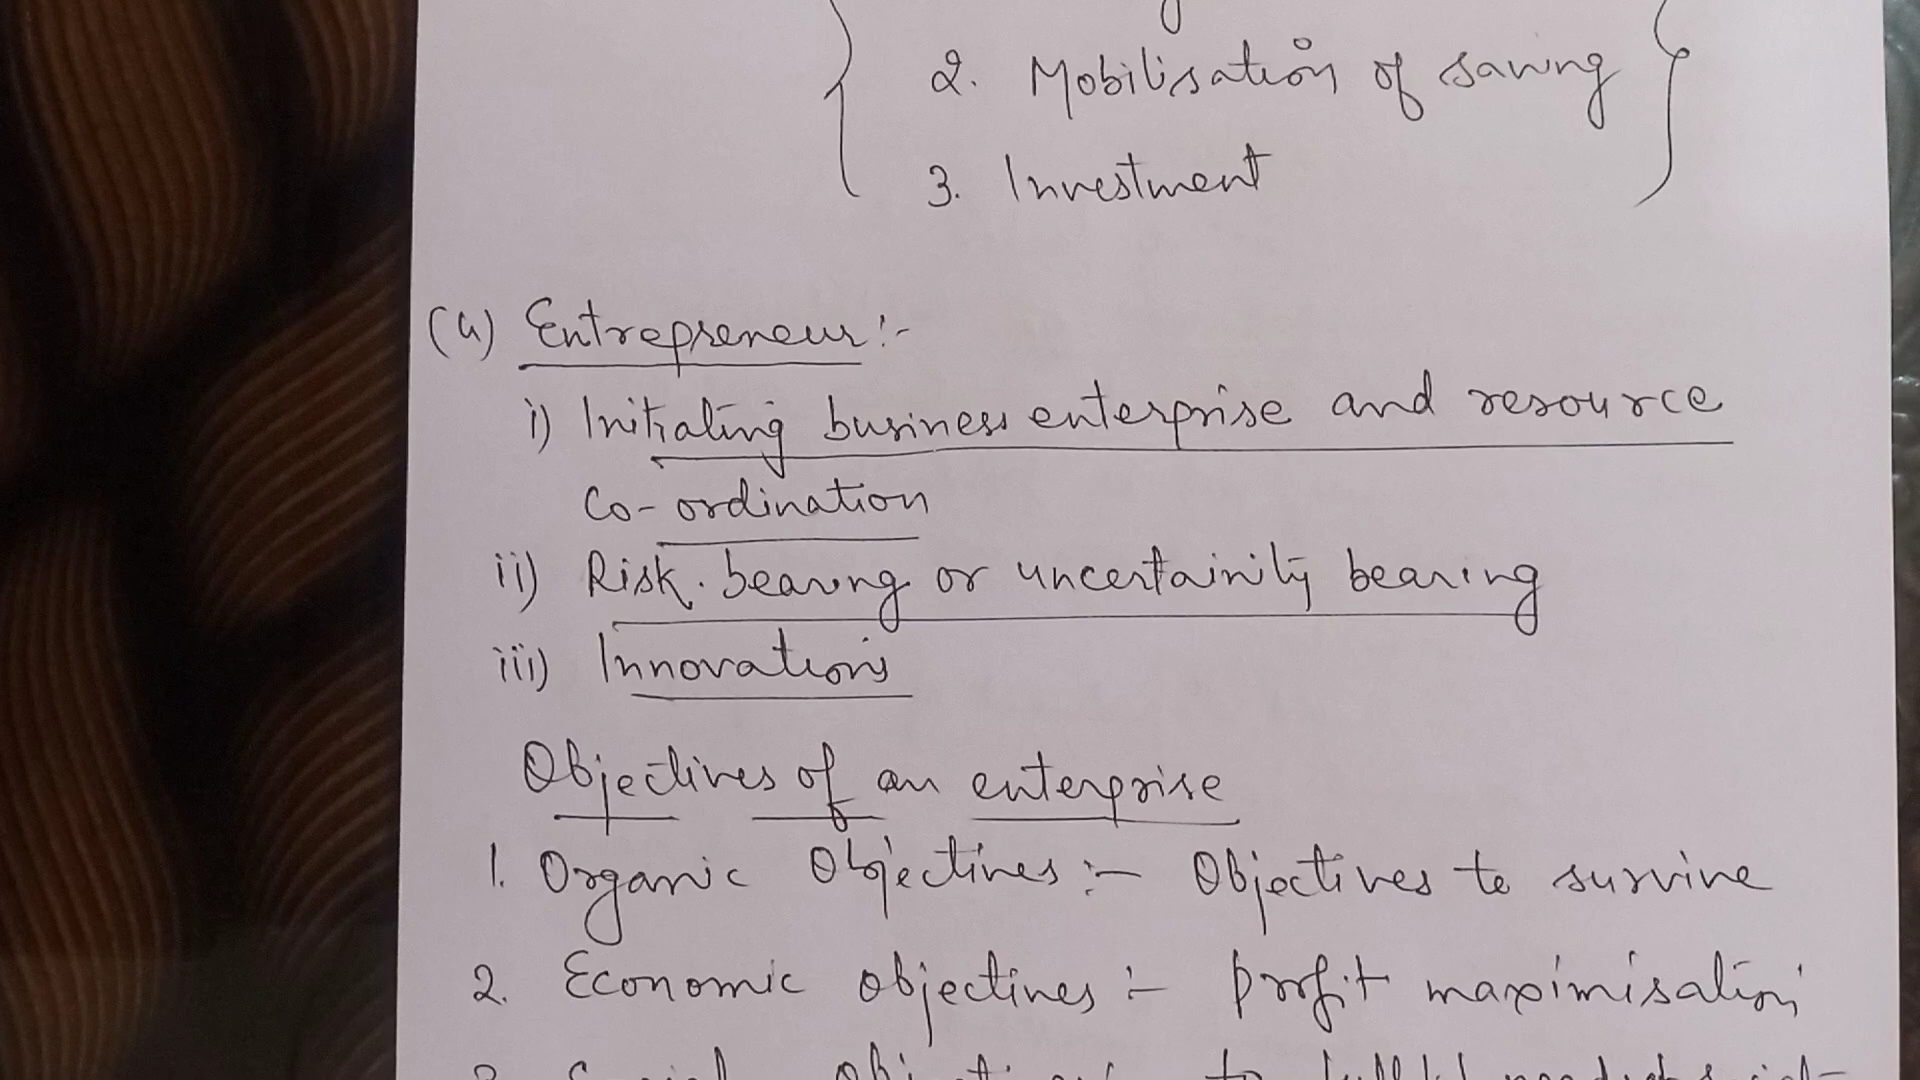 2. Mobilisation of saving
3. Investment
(4) Entrepreneur :-
i) Initiating business enterprise and resource
Co-ordination
ii) Risk bearing or uncertainity bearing
iii) Innovations
Objectives of an enterprise
1. Organic Objectives :- Objectives to survive
2. Economic objectives :- profit maximisation